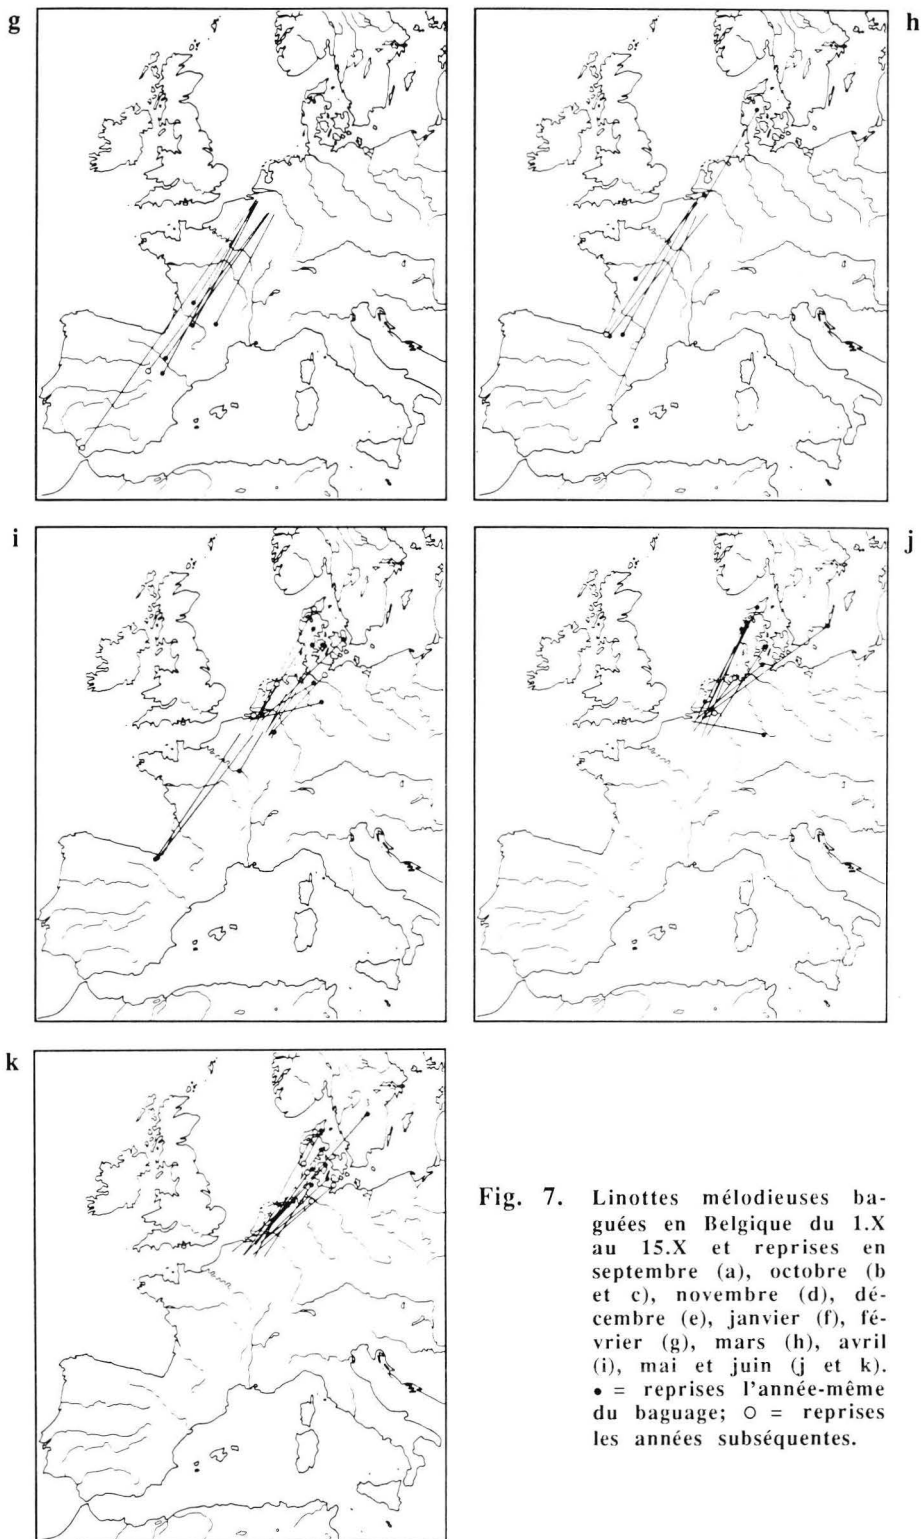 g
h
i
j
k
Fig. 7. Linottes mélodieuses ba-
guées en Belgique du 1.X
au 15.X et reprises en
septembre (a), octobre (b
et c), novembre (d), dé-
cembre (e), janvier (f), fé-
vrier (g), mars (h), avril
(i), mai et juin (j et k).
• = reprises l'année-même
du baguage; O = reprises
les années subséquentes.